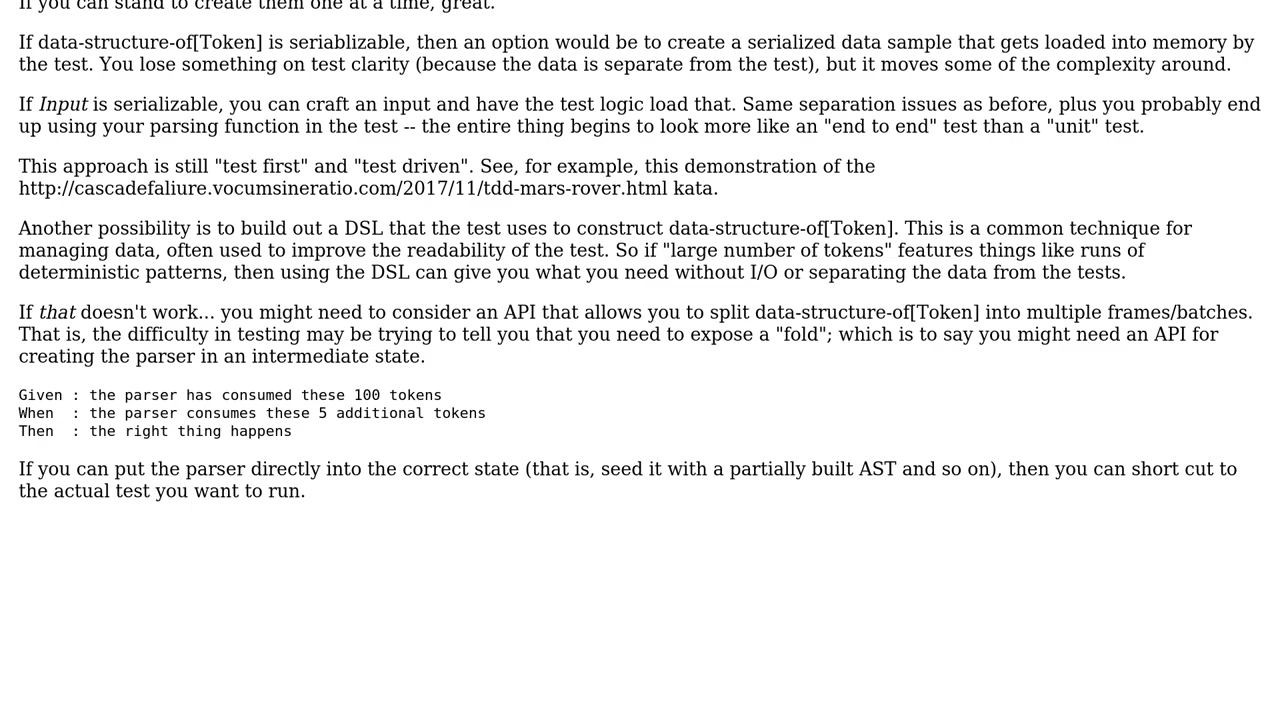 If you can stand to create them one at a time, great.
If data-structure-of[Token] is seriablizable, then an option would be to create a serialized data sample that gets loaded into memory by
the test. You lose something on test clarity (because the data is separate from the test), but it moves some of the complexity around.
If Input is serializable, you can craft an input and have the test logic load that. Same separation issues as before, plus you probably end
up using your parsing function in the test -- the entire thing begins to look more like an "end to end" test than a "unit" test.
This approach is still "test first" and "test driven". See, for example, this demonstration of the
http://cascadefaliure.vocumsineratio.com/2017/11/tdd-mars-rover.html kata.
Another possibility is to build out a DSL that the test uses to construct data-structure-of[Token]. This is a common technique for
managing data, often used to improve the readability of the test. So if "large number of tokens" features things like runs of
deterministic patterns, then using the DSL can give you what you need without I/O or separating the data from the tests.
If that doesn't work... you might need to consider an API that allows you to split data-structure-of[Token] into multiple frames/batches.
That is, the difficulty in testing may be trying to tell you that you need to expose a "fold"; which is to say you might need an API for
creating the parser in an intermediate state.
Given : the parser has consumed these 100 tokens
When  : the parser consumes these 5 additional tokens
Then  : the right thing happens
If you can put the parser directly into the correct state (that is, seed it with a partially built AST and so on), then you can short cut to
the actual test you want to run.